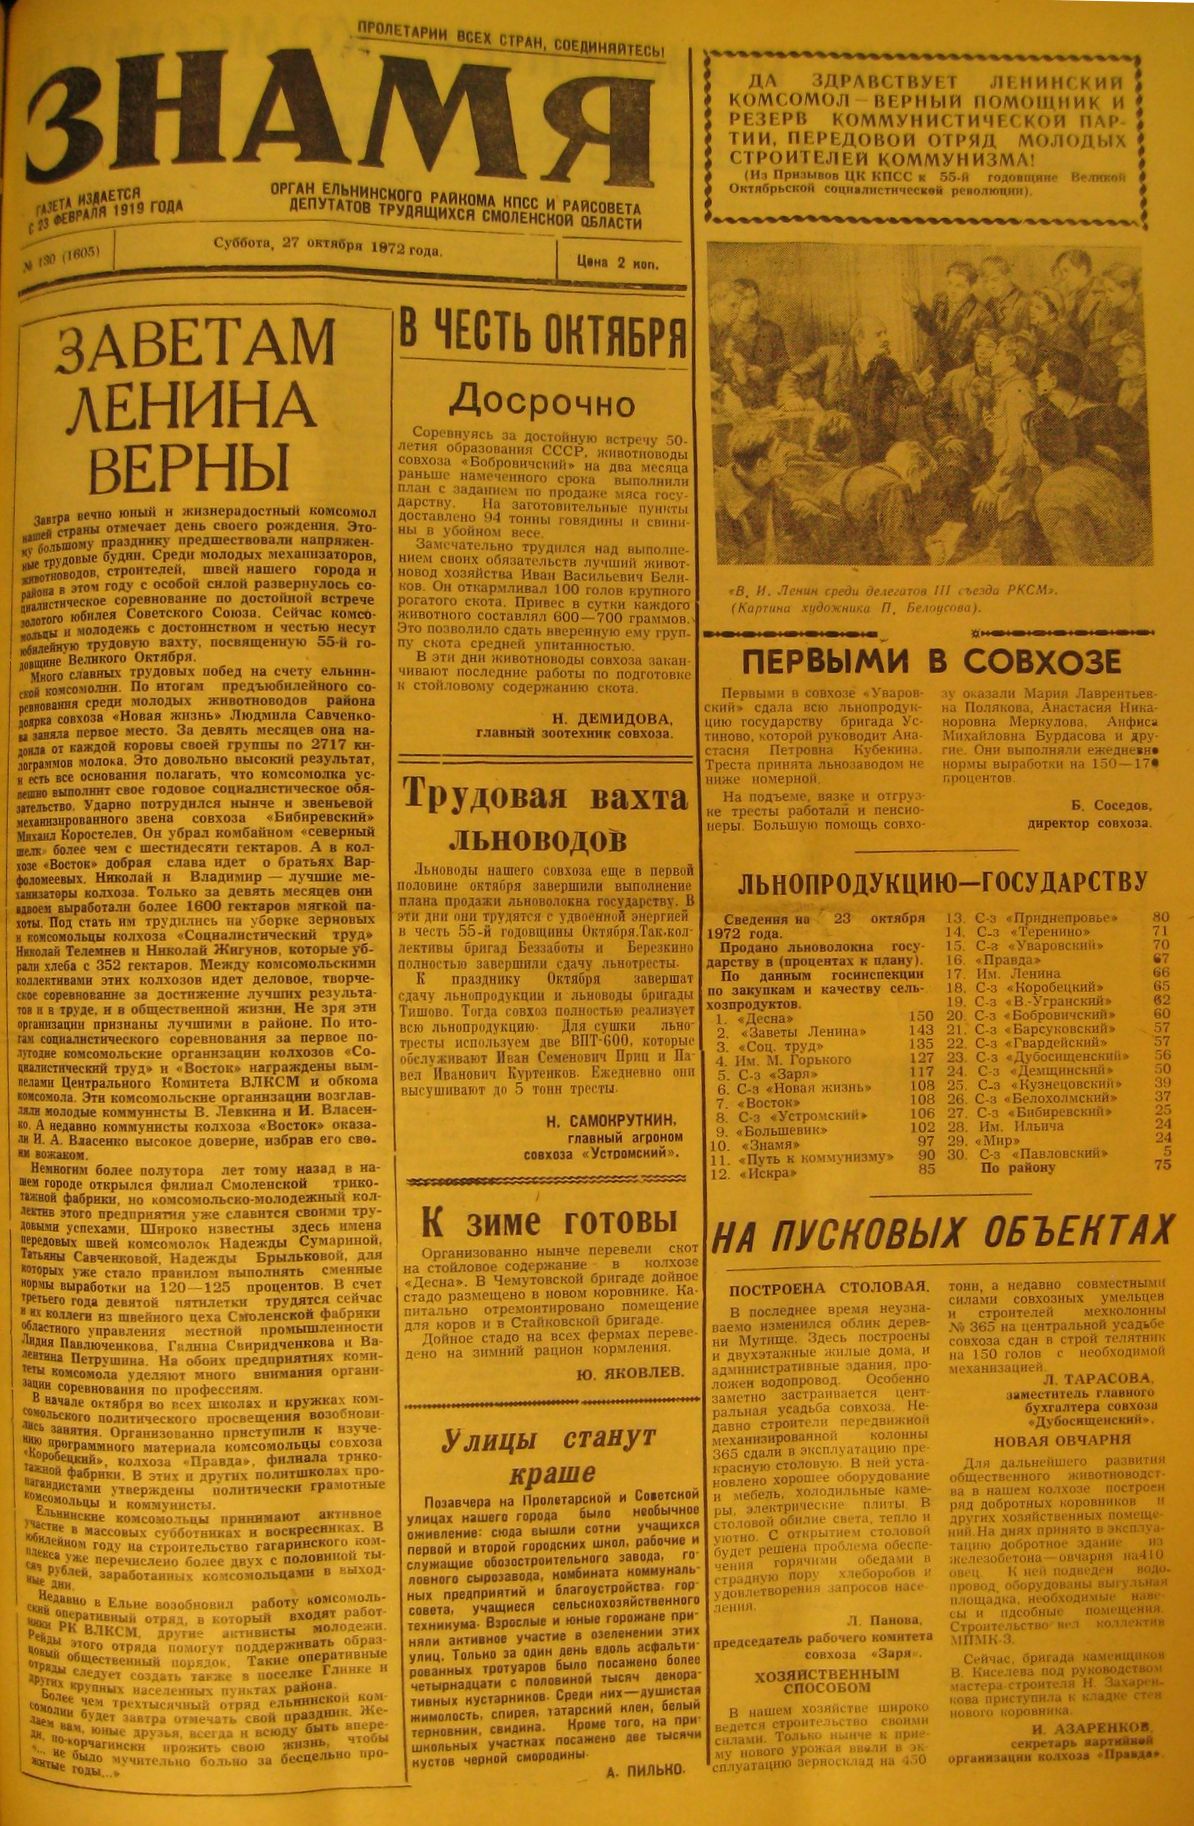 ПРОЛЕТАРИИ ВСЕХ СТРАН, СОЕДИНЯЙТЕСЬ!
ЗНАМЯ
ГАЗЕТА ИЗДАЕТСЯ
С 23 ФЕВРАЛЯ 1919 ГОДА
ОРГАН ЕЛЬНИНСКОГО РАЙКОМА КПСС И РАЙСОВЕТА
ДЕПУТАТОВ ТРУДЯЩИХСЯ СМОЛЕНСКОЙ ОБЛАСТИ
№ 130 (1605)
Суббота, 27 октября 1972 года.
Цена 2 коп.
ДА ЗДРАВСТВУЕТ ЛЕНИНСКИЙ
КОМСОМОЛ—ВЕРНЫЙ ПОМОЩНИК И
РЕЗЕРВ КОММУНИСТИЧЕСКОЙ ПАР-
ТИИ, ПЕРЕДОВОЙ ОТРЯД МОЛОДЫХ
СТРОИТЕЛЕЙ КОММУНИЗМА!
(Из Призывов ЦК КПСС к 55-й годовщине Великой
Октябрьской социалистической революции).
ЗАВЕТАМ
ЛЕНИНА
ВЕРНЫ
Завтра вечно юный и жизнерадостный комсомол
нашей страны отмечает день своего рождения. Это-
му большому празднику предшествовали напряжен-
ные трудовые будни. Среди молодых механизаторов,
животноводов, строителей, швей нашего города и
района в этом году с особой силой развернулось со-
циалистическое соревнование по достойной встрече
золотого юбилея Советского Союза. Сейчас комсо-
мольцы и молодежь с достоинством и честью несут
юбилейную трудовую вахту, посвященную 55-й го-
довщине Великого Октября.
Много славных трудовых побед на счету ельнин-
ской комсомолии. По итогам предъюбилейного со-
ревнования среди молодых животноводов района
доярка совхоза «Новая жизнь» Людмила Савченко-
ва заняла первое место. За девять месяцев она на-
доила от каждой коровы своей группы по 2717 ки-
лограммов молока. Это довольно высокий результат,
и есть все основания полагать, что комсомолка ус-
пешно выполнит свое годовое социалистическое обя-
зательство. Ударно потрудился нынче и звеньевой
механизированного звена совхоза «Бибиревский»
Михаил Коростелев. Он убрал комбайном «северный
шелк» более чем с шестидесяти гектаров. А в кол-
хозе «Восток» добрая слава идет о братьях Вар-
фоломеевых. Николай и Владимир — лучшие ме-
ханизаторы колхоза. Только за девять месяцев они
вдвоем выработали более 1600 гектаров мягкой па-
хоты. Под стать им трудились на уборке зерновых
и комсомольцы колхоза «Социалистический труд»
Николай Телемнев и Николай Жигунов, которые уб-
рали хлеба с 352 гектаров. Между комсомольскими
коллективами этих колхозов идет деловое, творче-
ское соревнование за достижение лучших результа-
тов и в труде, и в общественной жизни. Не зря эти
организации признаны лучшими в районе. По ито-
гам социалистического соревнования за первое по-
лугодие комсомольские организации колхозов «Со-
циалистический труд» и «Восток» награждены вым-
пелами Центрального Комитета ВЛКСМ и обкома
комсомола. Эти комсомольские организации возглав-
ляли молодые коммунисты В. Левкина и И. Власен-
ко. А недавно коммунисты колхоза «Восток» оказа-
ли И. А. Власенко высокое доверие, избрав его сво-
им вожаком.
Немногим более полутора лет тому назад в на-
шем городе открылся филиал Смоленской трико-
тажной фабрики, но комсомольско-молодежный кол-
лектив этого предприятия уже славится своими тру-
довыми успехами. Широко известны здесь имена
передовых швей комсомолок Надежды Сумариной,
Татьяны Савченковой, Надежды Брыльковой, для
которых уже стало правилом выполнять сменные
нормы выработки на 120—125 процентов. В счет
третьего года девятой пятилетки трудятся сейчас
и их коллеги из швейного цеха Смоленской фабрики
областного управления местной промышленности
Лидия Павлюченкова, Галина Свиридченкова и Ва-
лентина Петрушина. На обоих предприятиях коми-
теты комсомола уделяют много внимания органи-
зации соревнования по профессиям.
В начале октября во всех школах и кружках ком-
сомольского политического просвещения возобнови-
лись занятия. Организованно приступили к изуче-
нию программного материала комсомольцы совхоза
«Коробецкий», колхоза «Правда», филиала трико-
тажной фабрики. В этих и других политшколах про-
пагандистами утверждены политически грамотные
комсомольцы и коммунисты.
Ельнинские комсомольцы принимают активное
участие в массовых субботниках и воскресниках. В
юбилейном году на строительство гагаринского ком-
плекса уже перечислено более двух с половиной ты-
сяч рублей, заработанных комсомольцами в выход-
ные дни.
Недавно в Ельне возобновил работу комсомоль-
ский оперативный отряд, в который входят работ-
ники РК ВЛКСМ, другие активисты молодежи.
Рейды этого отряда помогут поддерживать образ-
цовый общественный порядок. Такие оперативные
отряды следует создать также в поселке Глинке и
других крупных населенных пунктах района.
Более чем трехтысячный отряд ельнинской ком-
сомолии будет завтра отмечать свой праздник. Же-
лаем вам, юные друзья, всегда и всюду быть впере-
ди, по-корчагински прожить свою жизнь, чтобы
«... не было мучительно больно за бесцельно про-
житые годы...»
В ЧЕСТЬ ОКТЯБРЯ
Досрочно
Соревнуясь за достойную встречу 50-
летия образования СССР, животноводы
совхоза «Бобровичский» на два месяца
раньше намеченного срока выполнили
план с заданием по продаже мяса госу-
дарству. На заготовительные пункты
доставлено 94 тонны говядины и свини-
ны в убойном весе.
Замечательно трудился над выполне-
нием своих обязательств лучший живот-
новод хозяйства Иван Васильевич Бели-
ков. Он откармливал 100 голов крупного
рогатого скота. Привес в сутки каждого
животного составлял 600—700 граммов.
Это позволило сдать вверенную ему груп-
пу скота средней упитанностью.
В эти дни животноводы совхоза закан-
чивают последние работы по подготовке
к стойловому содержанию скота.
Н. ДЕМИДОВА,
главный зоотехник совхоза.
Трудовая вахта
льноводов
Льноводы нашего совхоза еще в первой
половине октября завершили выполнение
плана продажи льноволокна государству. В
эти дни они трудятся с удвоенной энергией
в честь 55-й годовщины Октября.Так,кол-
лективы бригад Беззаботы и Березкино
полностью завершили сдачу льнотресты.
К празднику Октября завершат
сдачу льнопродукции и льноводы бригады
Тишово. Тогда совхоз полностью реализует
всю льнопродукцию. Для сушки льно-
тресты используем две ВПТ-600, которые
обслуживают Иван Семенович Приц и Па-
вел Иванович Куртенков. Ежедневно они
высушивают до 5 тонн тресты.
Н. САМОКРУТКИН,
главный агроном
совхоза «Устромский».
К зиме готовы
Организованно нынче перевели скот
на стойловое содержание в колхозе
«Десна». В Чемутовской бригаде дойное
стадо размещено в новом коровнике. Ка-
питально отремонтировано помещение
для коров и в Стайковской бригаде.
Дойное стадо на всех фермах переве-
дено на зимний рацион кормления.
Ю. ЯКОВЛЕВ.
Улицы станут
краше
Позавчера на Пролетарской и Советской
улицах нашего города было необычное
оживление: сюда вышли сотни учащихся
первой и второй городских школ, рабочие и
служащие обозостроительного завода, го-
ловного сырзавода, комбината коммуналь-
ных предприятий и благоустройства гор-
совета, учащиеся сельскохозяйственного
техникума. Взрослые и юные горожане при-
няли активное участие в озеленении этих
улиц. Только за один день вдоль асфальти-
рованных тротуаров было посажено более
четырнадцати с половиной тысяч декора-
тивных кустарников. Среди них—душистая
жимолость, спирея, татарский клен, белый
терновник, свидина. Кроме того, на при-
школьных участках посажено две тысячи
кустов черной смородины.
А. ПИЛЬКО.
«В. И. Ленин среди делегатов III съезда РКСМ».
(Картина художника П. Белоусова).
ПЕРВЫМИ В СОВХОЗЕ
Первыми в совхозе «Уваров-
ский» сдала всю льнопродук-
цию государству бригада Ус-
тиново, которой руководит Ана-
стасия Петровна Кубекина.
Треста принята льнозаводом не
ниже номерной.
На подъеме, вязке и отгруз-
ке тресты работали и пенсио-
неры. Большую помощь совхо-
зу оказали Мария Лаврентьев-
на Полякова, Анастасия Ника-
норовна Меркулова, Анфиса
Михайловна Бурдасова и дру-
гие. Они выполняли ежедневно
нормы выработки на 150—170
процентов.
Б. Соседов,
директор совхоза.
ЛЬНОПРОДУКЦИЮ—ГОСУДАРСТВУ
Сведения на 23 октября
1972 года.
Продано льноволокна госу-
дарству в (процентах к плану).
По данным госинспекции
по закупкам и качеству сель-
хозпродуктов.
1. «Десна» 150
2. «Заветы Ленина» 143
3. «Соц. труд» 135
4. Им. М. Горького 127
5. С-з «Заря» 117
6. С-з «Новая жизнь» 108
7. «Восток» 108
8. С-з «Устромский» 106
9. «Большевик» 102
10. «Знамя» 97
11. «Путь к коммунизму» 90
12. «Искра» 85
13. С-з «Приднепровье» 80
14. С-з «Теренино» 71
15. С-з «Уваровский» 70
16. «Правда» 67
17. Им. Ленина 66
18. С-з «Коробецкий» 65
19. С-з «В.-Угранский» 62
20. С-з «Бобровичский» 60
21. С-з «Барсуковский» 57
22. С-з «Гвардейский» 57
23. С-з «Дубосищенский» 56
24. С-з «Демщинский» 50
25. С-з «Кузнецовский» 39
26. С-з «Белохолмский» 37
27. С-з «Бибиревский» 25
28. Им. Ильича 24
29. «Мир» 24
30. С-з «Павловский» 5
По району 75
НА ПУСКОВЫХ ОБЪЕКТАХ
ПОСТРОЕНА СТОЛОВАЯ.
В последнее время неузна-
ваемо изменился облик дерев-
ни Мутище. Здесь построены
и двухэтажные жилые дома, и
административные здания, про-
ложен водопровод. Особенно
заметно застраивается цент-
ральная усадьба совхоза. Не-
давно строители передвижной
механизированной колонны
365 сдали в эксплуатацию пре-
красную столовую. В ней уста-
новлено хорошее оборудование
и мебель, холодильные каме-
ры, электрические плиты. В
столовой обилие света, тепло и
уютно. С открытием столовой
будет решена проблема обеспе-
чения горячими обедами в
страдную пору хлеборобов и
удовлетворения запросов насе-
ления.
Л. Панова,
председатель рабочего комитета
совхоза «Заря».
ХОЗЯЙСТВЕННЫМ
СПОСОБОМ
В нашем хозяйстве широко
ведется строительство своими
силами. Только нынче к прие-
му нового урожая ввели в эк-
сплуатацию зерносклад на 450
тонн, а недавно совместными
силами совхозных умельцев
и строителей мехколонны
№ 365 на центральной усадьбе
совхоза сдан в строй телятник
на 150 голов с необходимой
механизацией.
Л. ТАРАСОВА,
заместитель главного
бухгалтера совхоза
«Дубосищенский».
НОВАЯ ОВЧАРНЯ
Для дальнейшего развития
общественного животноводст-
ва в нашем колхозе построен
ряд добротных коровников и
других хозяйственных помеще-
ний.На днях принято в эксплуа-
тацию добротное здание из
железобетона—овчарня на410
овец. К ней подведен водо-
провод, оборудованы выгульная
площадка, необходимые наве-
сы и пдсобные помещения.
Строительство вел коллектив
МПМК-3.
Сейчас, бригада каменщиков
В. Киселева под руководством
мастера-строителя Н. Захарен-
кова приступила к кладке стен
нового коровника.
И. АЗАРЕНКОВ,
секретарь партийной
организации колхоза «Правда».